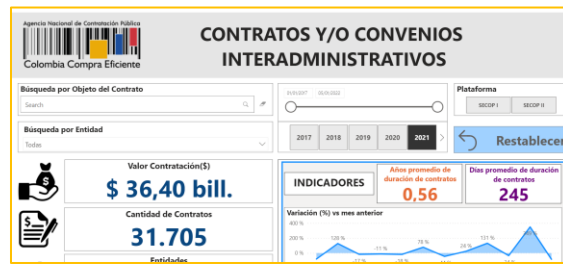 Agencia Nacional de Contratación Pública
Colombia Compra Eficiente
CONTRATOS Y/O CONVENIOS
INTERADMINISTRATIVOS
Búsqueda por Objeto del Contrato
Search
Búsqueda por Entidad
Todas
2017 2018 2019 2020 2021
Plataforma
SECOP I SECOP II
Restablecer
Valor Contratación($)
$ 36,40 bill.
Cantidad de Contratos
31.705
Entidades
INDICADORES
Años promedio de
duración de contratos
0,56
Días promedio de duración
de contratos
245
Variación (%) vs mes anterior
400 %
200 %
0 %
128 %
-11 %
78 %
28 %
131 %